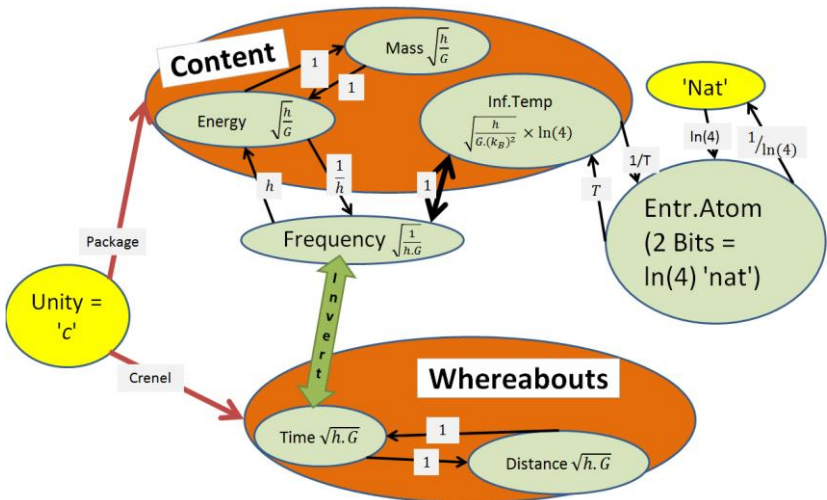 Content
Mass √(h/G)
1
1
Energy √(h/G)
Inf.Temp
√(h/(G.(k_B)²)) × ln(4)
'Nat'
ln(4)
1/ln(4)
h
1/h
1
T
1/T
Entr.Atom
(2 Bits =
ln(4) 'nat')
Frequency √(1/(h.G))
Package
Unity =
'c'
Invert
Crenel
Whereabouts
Time √(h.G)
1
1
Distance √(h.G)